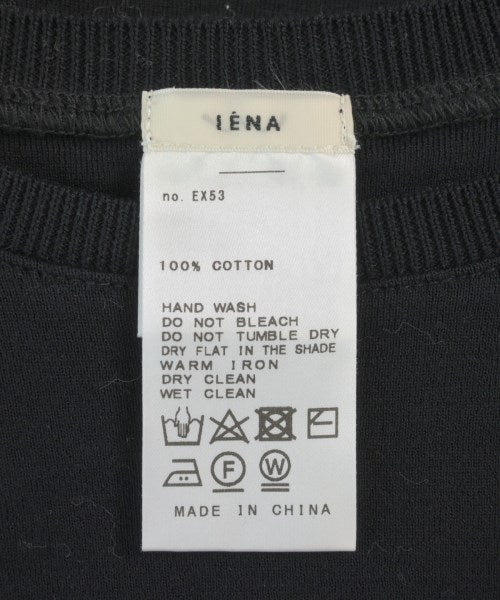 IÉNA
no. EX53
100% COTTON
HAND WASH
DO NOT BLEACH
DO NOT TUMBLE DRY
DRY FLAT IN THE SHADE
WARM IRON
DRY CLEAN
WET CLEAN
F W
MADE IN CHINA